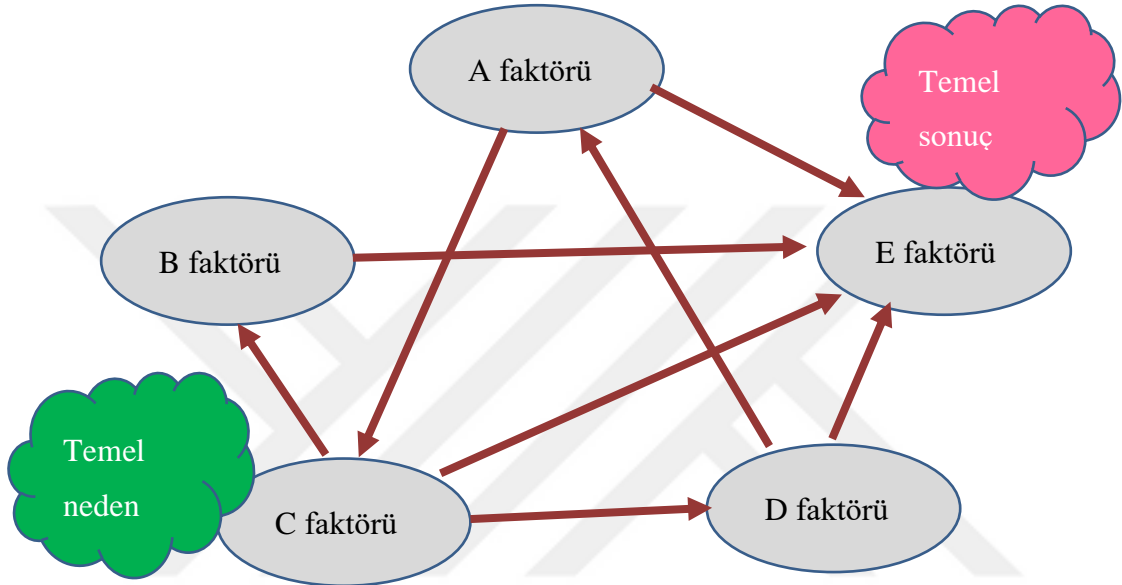 A faktörü
Temel
sonuç
B faktörü
E faktörü
Temel
neden
C faktörü
D faktörü